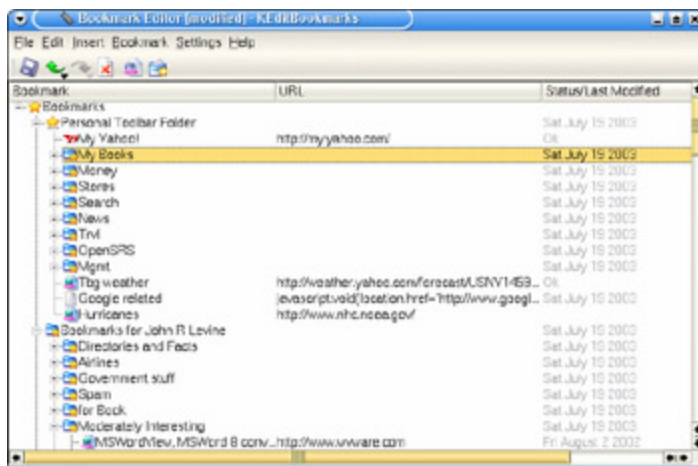 Bookmark Editor [modified] - KEditBookmarks
File Edit Insert Bookmark Settings Help
Bookmark URL Status/Last Modified
Bookmarks
Personal Toolbar Folder Sat July 19 2003
My Yahoo! http://my.yahoo.com/ Ok
My Books Sat July 19 2003
Money Sat July 19 2003
Stores Sat July 19 2003
Search Sat July 19 2003
News Sat July 19 2003
Trvl Sat July 19 2003
OpenSRS Sat July 19 2003
Mgmt Sat July 19 2003
Tbg weather http://weather.yahoo.com/forecast/USNY1459... Ok
Google related javascript:void(location.href='http://www.googl... Sat July 19 2003
Hurricanes http://www.nhc.noaa.gov/
Bookmarks for John R Levine Sat July 19 2003
Directories and Facts Sat July 19 2003
Airlines Sat July 19 2003
Government stuff Sat July 19 2003
Spam Sat July 19 2003
for Book Sat July 19 2003
Moderately Interesting Sat July 19 2003
MSWordView, MSWord 8 conv... http://www.wvware.com Fri August 2 2002